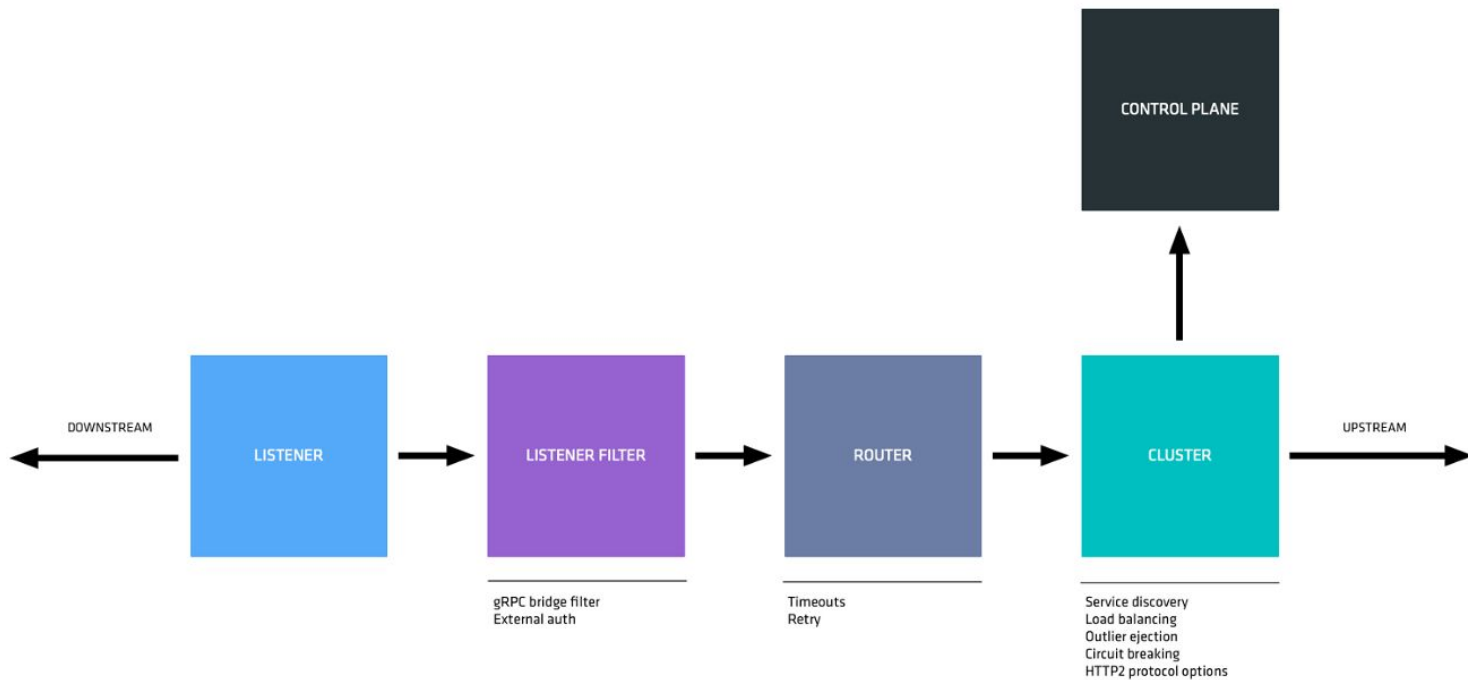 CONTROL PLANE
DOWNSTREAM
LISTENER
LISTENER FILTER
ROUTER
CLUSTER
UPSTREAM
gRPC bridge filter
External auth
Timeouts
Retry
Service discovery
Load balancing
Outlier ejection
Circuit breaking
HTTP2 protocol options